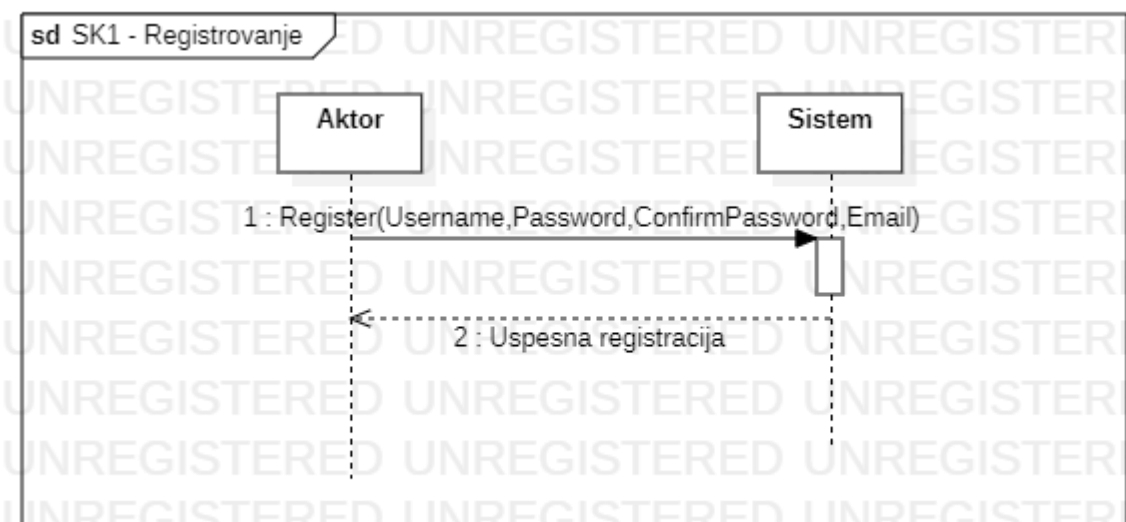 sd SK1 - Registrovanje
Aktor
Sistem
1 : Register(Username,Password,ConfirmPassword,Email)
2 : Uspesna registracija
UNREGISTERED UNREGISTERED UNREGISTERED